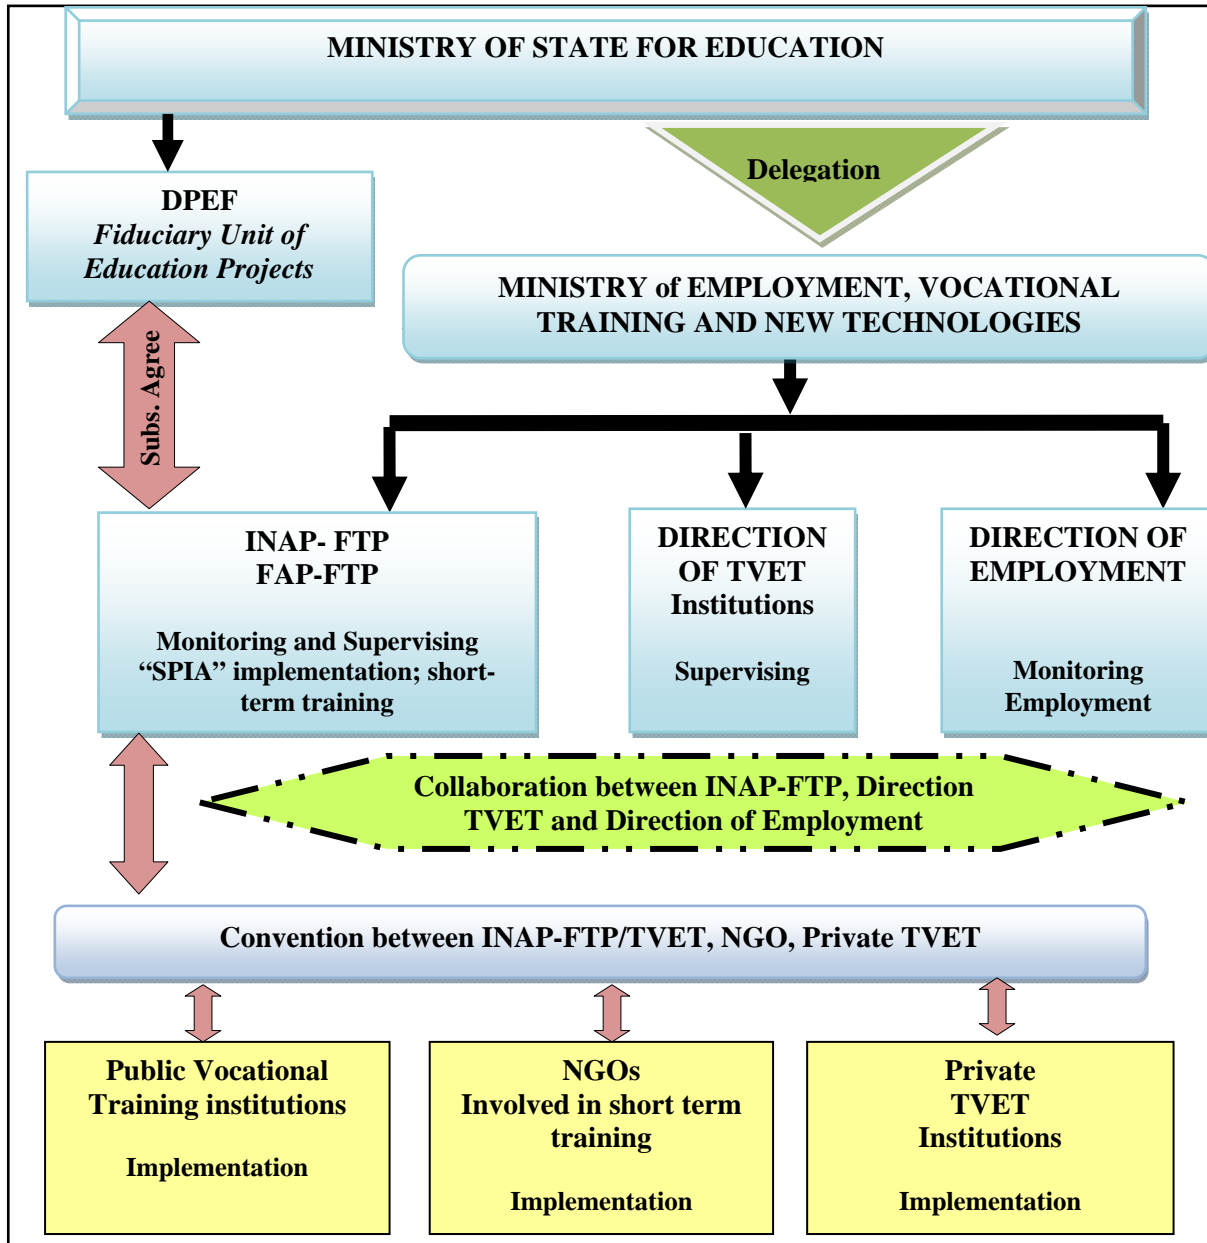 MINISTRY OF STATE FOR EDUCATION
Delegation
DPEF
Fiduciary Unit of
Education Projects
MINISTRY of EMPLOYMENT, VOCATIONAL
TRAINING AND NEW TECHNOLOGIES
Subs. Agree
INAP- FTP
FAP-FTP
Monitoring and Supervising
“SPIA” implementation; short-
term training
DIRECTION
OF TVET
Institutions
Supervising
DIRECTION OF
EMPLOYMENT
Monitoring
Employment
Collaboration between INAP-FTP, Direction
TVET and Direction of Employment
Convention between INAP-FTP/TVET, NGO, Private TVET
Public Vocational
Training institutions
Implementation
NGOs
Involved in short term
training
Implementation
Private
TVET
Institutions
Implementation